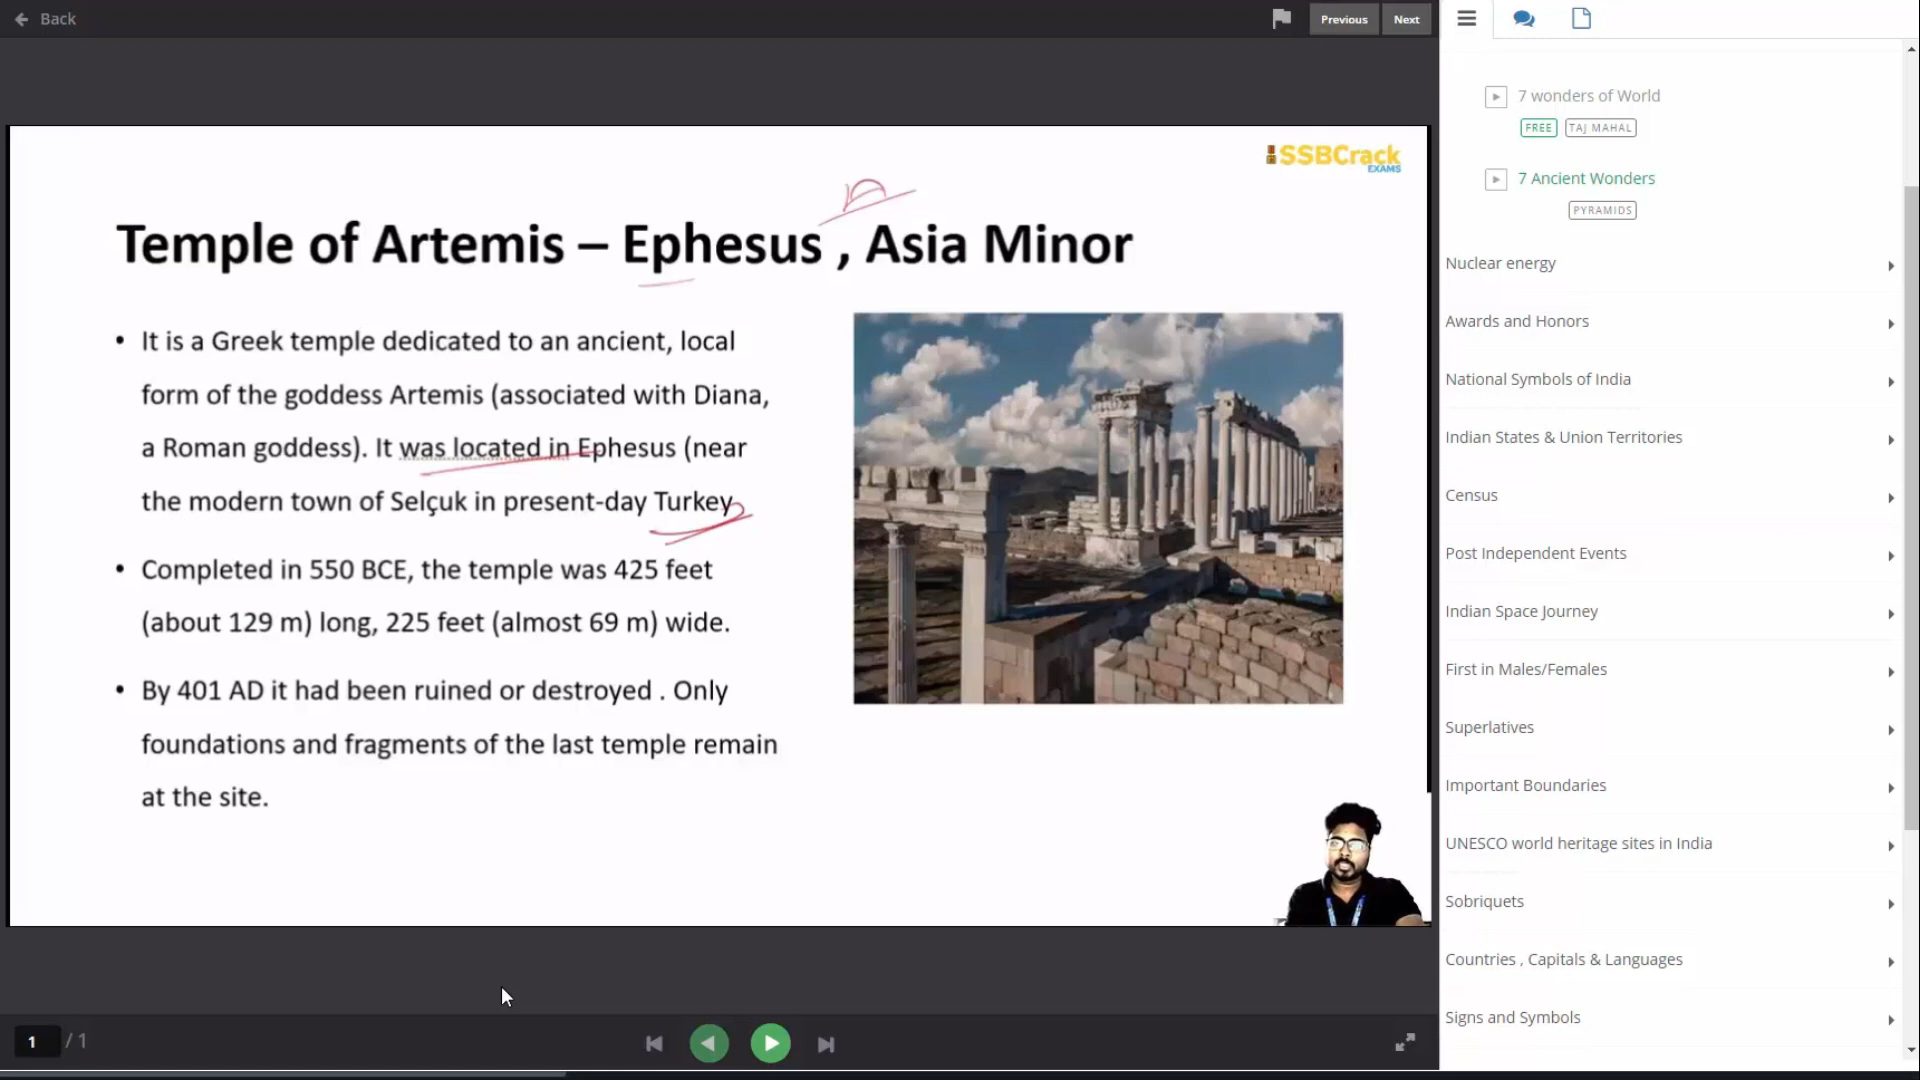 Back
Previous
Next
SSBCrack
EXAMS
Temple of Artemis – Ephesus , Asia Minor
• It is a Greek temple dedicated to an ancient, local
form of the goddess Artemis (associated with Diana,
a Roman goddess). It was located in Ephesus (near
the modern town of Selçuk in present-day Turkey
• Completed in 550 BCE, the temple was 425 feet
(about 129 m) long, 225 feet (almost 69 m) wide.
• By 401 AD it had been ruined or destroyed . Only
foundations and fragments of the last temple remain
at the site.
1 / 1
7 wonders of World
FREE TAJ MAHAL
7 Ancient Wonders
PYRAMIDS
Nuclear energy
Awards and Honors
National Symbols of India
Indian States & Union Territories
Census
Post Independent Events
Indian Space Journey
First in Males/Females
Superlatives
Important Boundaries
UNESCO world heritage sites in India
Sobriquets
Countries , Capitals & Languages
Signs and Symbols